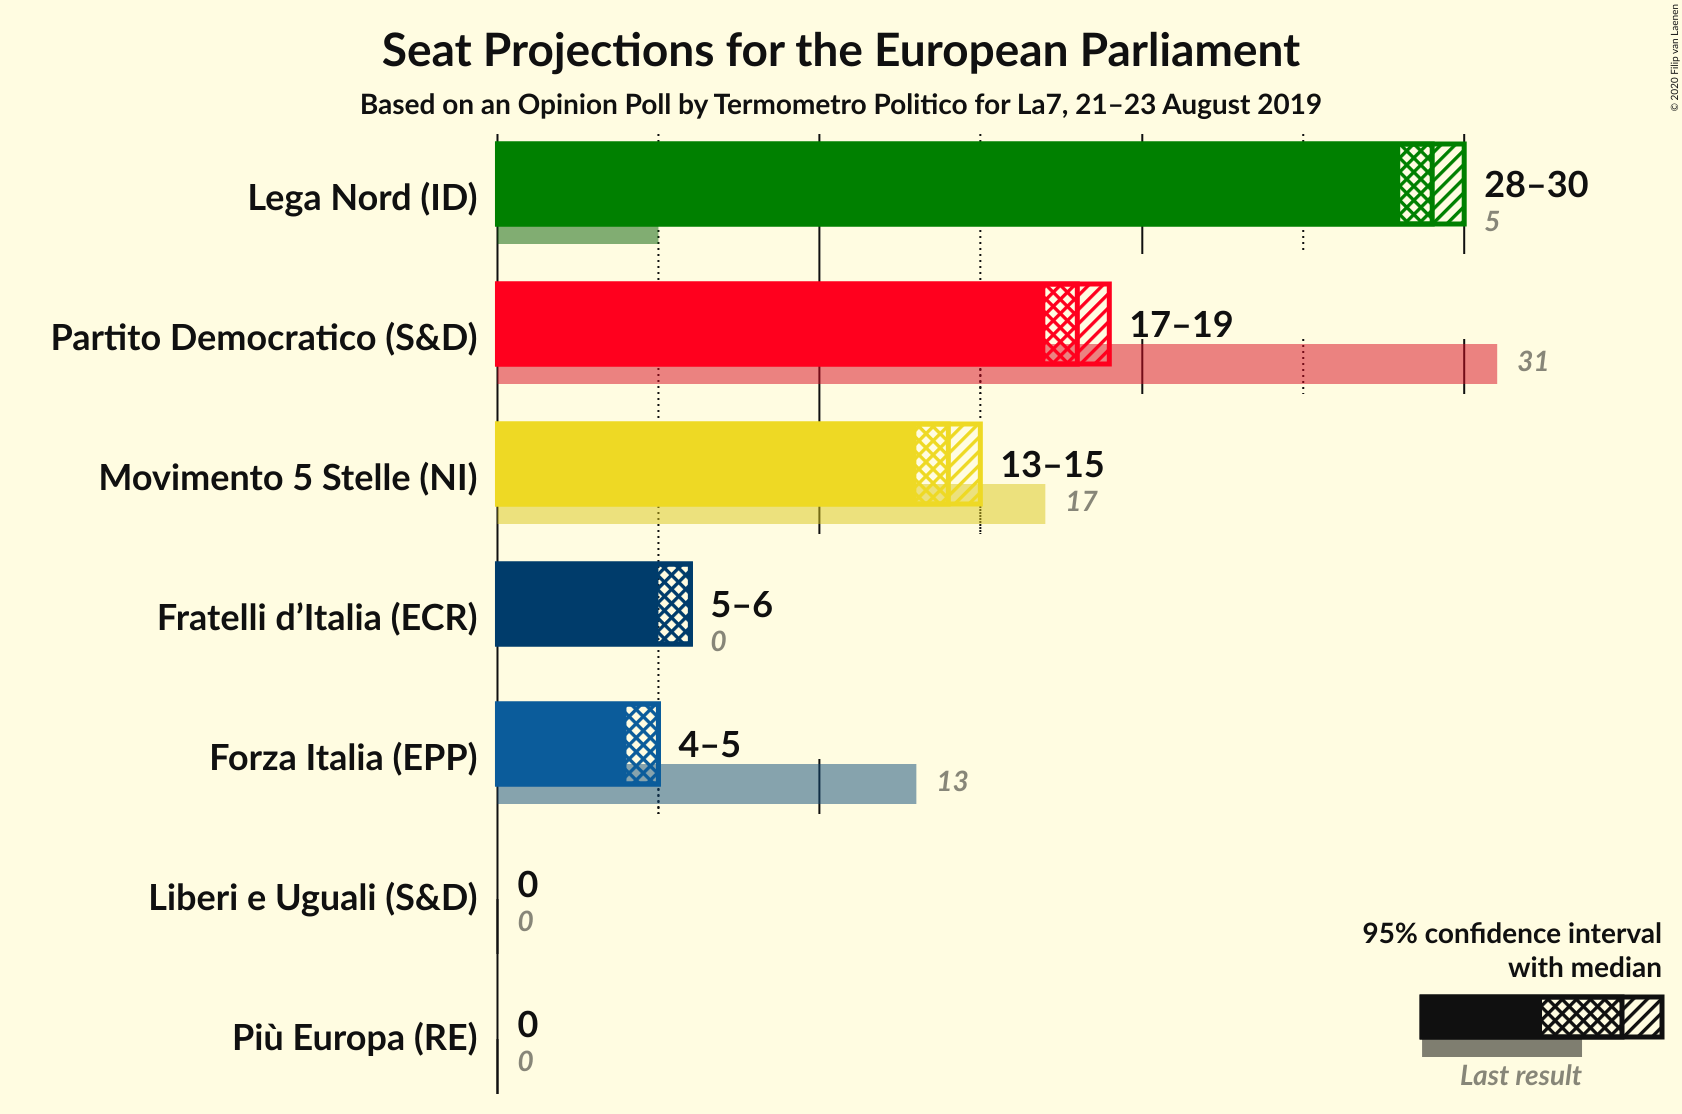 Seat Projections for the European Parliament
Based on an Opinion Poll by Termometro Politico for La7, 21–23 August 2019
© 2020 Filip van Laenen
Lega Nord (ID)
28–30
5
Partito Democratico (S&D)
17–19
31
Movimento 5 Stelle (NI)
13–15
17
Fratelli d’Italia (ECR)
5–6
0
Forza Italia (EPP)
4–5
13
Liberi e Uguali (S&D)
0
0
Più Europa (RE)
0
0
95% confidence interval
with median
Last result